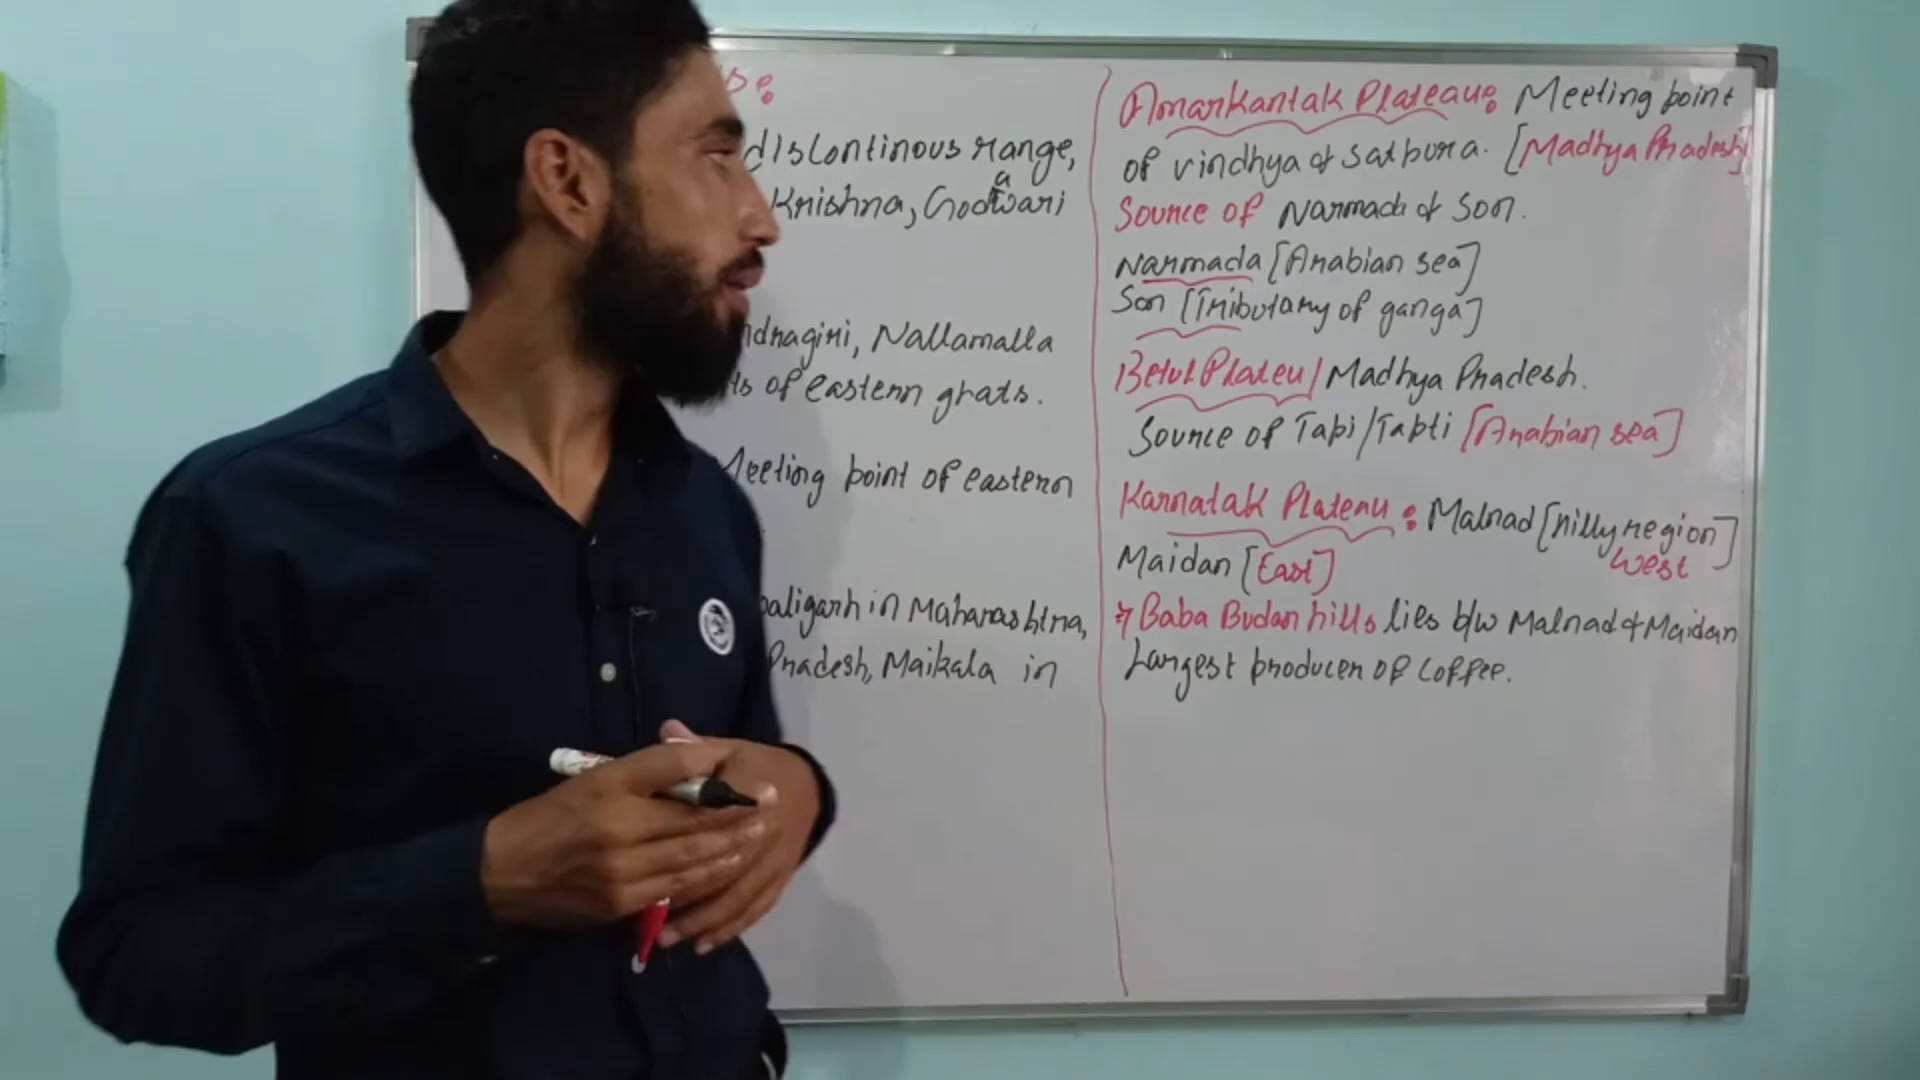 discontinous range,
Krishna, Godawari
Nallamalla
of eastern ghats.
Meeting point of eastern
in Maharashtra,
Pradesh, Maikala in
Amarkantak Plateau: Meeting point
of vindhya & satpura. [Madhya Pradesh]
Source of Narmada & Son.
Narmada [Arabian sea]
Son [Tributary of ganga]
Betul Plateu/Madhya Pradesh.
Source of Tapi/Tapti [Arabian sea]
Karnatak Plateau: Malnad [hilly region]
west
Maidan [East]
Baba Budan hills lies b/w Malnad & Maidan
Largest producer of coffee.